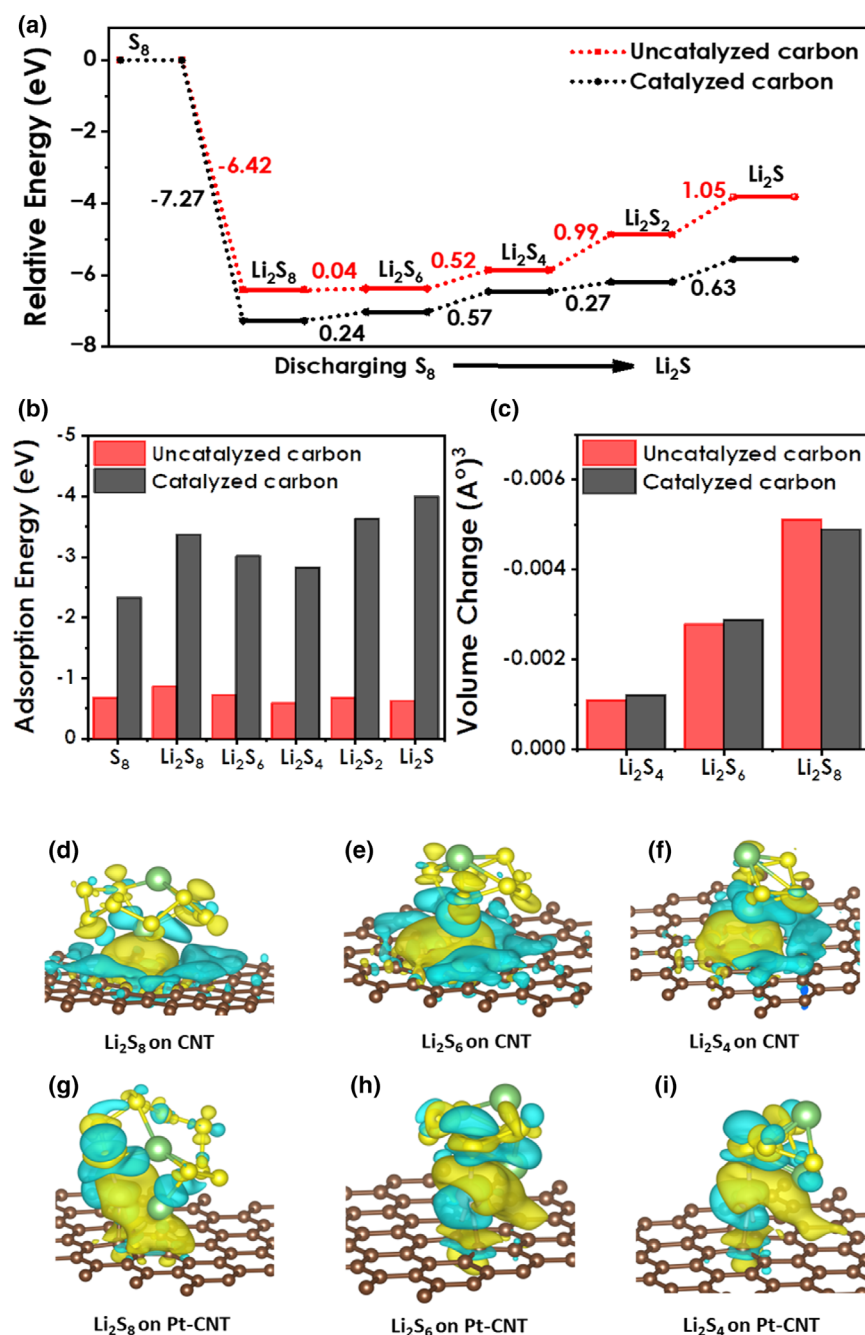 (a)
Relative Energy (eV)
0
−2
−4
−6
−8
S₈
Uncatalyzed carbon
Catalyzed carbon
-6.42
-7.27
Li₂S₈
0.04
Li₂S₆
0.52
Li₂S₄
0.99
Li₂S₂
1.05
Li₂S
0.24
0.57
0.27
0.63
Discharging S₈ Li₂S
(b)
Adsorption Energy (eV)
-5
-4
-3
-2
-1
0
Uncatalyzed carbon
Catalyzed carbon
S₈ Li₂S₈ Li₂S₆ Li₂S₄ Li₂S₂ Li₂S
(c)
Volume Change (A°)³
-0.006
-0.004
-0.002
0.000
Uncatalyzed carbon
Catalyzed carbon
Li₂S₄ Li₂S₆ Li₂S₈
(d)
Li₂S₈ on CNT
(e)
Li₂S₆ on CNT
(f)
Li₂S₄ on CNT
(g)
Li₂S₈ on Pt-CNT
(h)
Li₂S₆ on Pt-CNT
(i)
Li₂S₄ on Pt-CNT